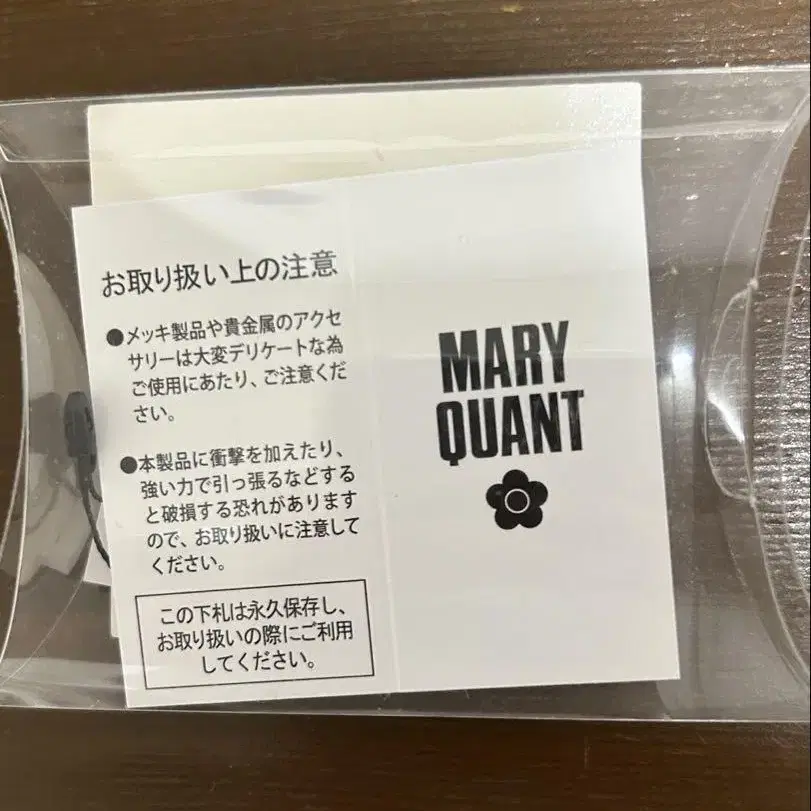 お取り扱い上の注意
●メッキ製品や貴金属のアクセ
サリーは大変デリケートな為
ご使用にあたり、ご注意くだ
さい。
●本製品に衝撃を加えたり、
強い力で引っ張るなどする
と破損する恐れがあります
ので、お取り扱いに注意して
ください。
この下札は永久保存し、
お取り扱いの際にご利用
してください。
MARY
QUANT